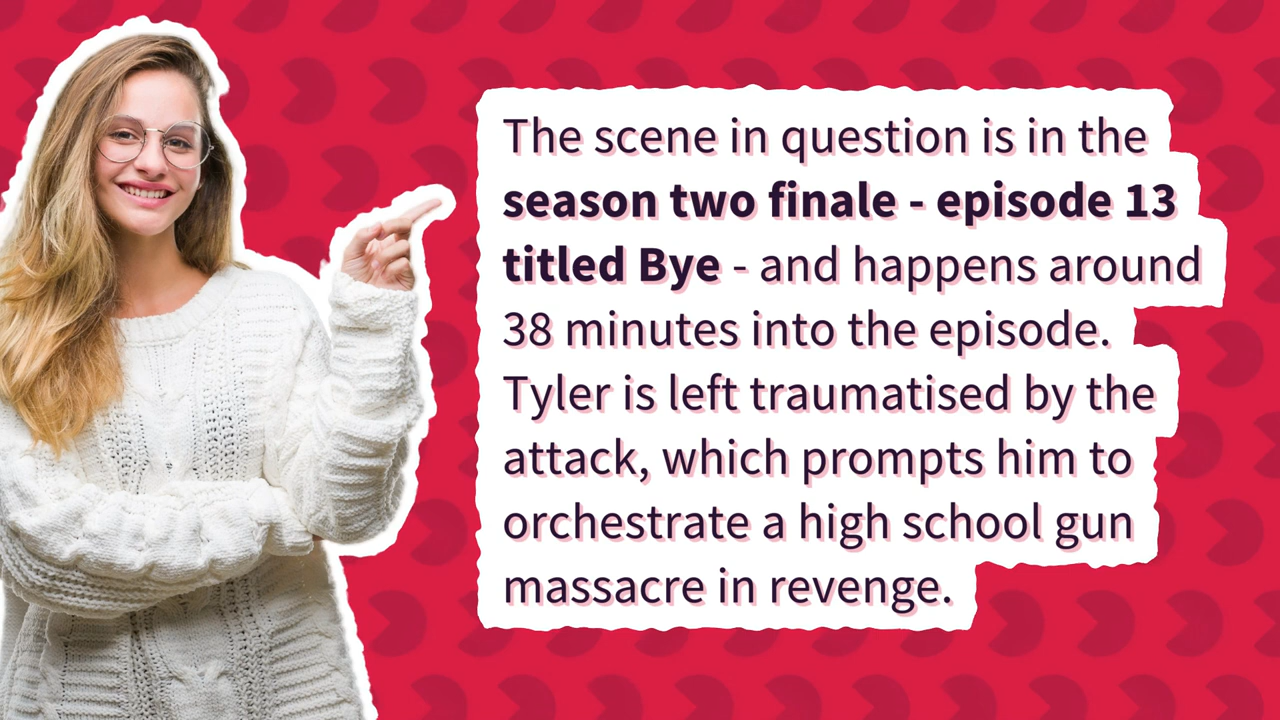 The scene in question is in the
season two finale - episode 13
titled Bye - and happens around
38 minutes into the episode.
Tyler is left traumatised by the
attack, which prompts him to
orchestrate a high school gun
massacre in revenge.